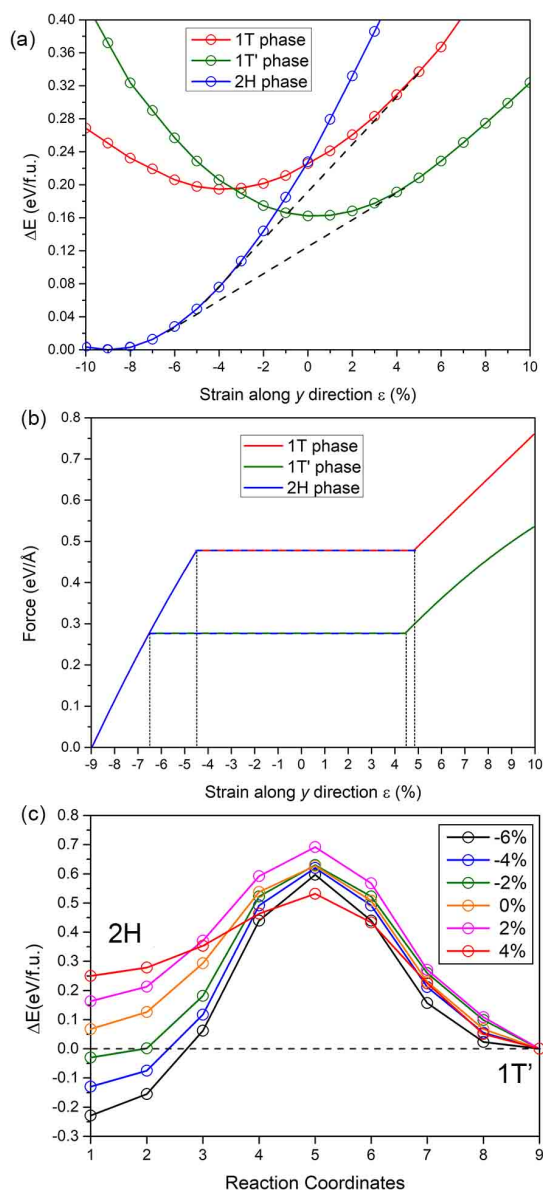 (a)
1T phase
1T' phase
2H phase
0.40
0.36
0.32
0.28
0.24
0.20
0.16
0.12
0.08
0.04
0.00
ΔE (eV/f.u.)
-10 -8 -6 -4 -2 0 2 4 6 8 10
Strain along y direction ε (%)
(b)
1T phase
1T' phase
2H phase
0.8
0.7
0.6
0.5
0.4
0.3
0.2
0.1
0.0
Force (eV/Å)
-9 -8 -7 -6 -5 -4 -3 -2 -1 0 1 2 3 4 5 6 7 8 9 10
Strain along y direction ε (%)
(c)
0.8
0.7
0.6
0.5
0.4
0.3
0.2
0.1
0.0
-0.1
-0.2
-0.3
ΔE(eV/f.u.)
-6%
-4%
-2%
0%
2%
4%
2H
1T'
1 2 3 4 5 6 7 8 9
Reaction Coordinates